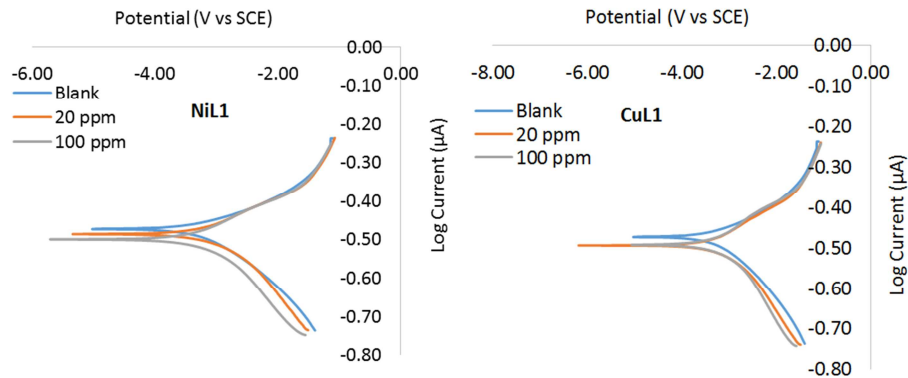 Potential (V vs SCE)
0.00
-6.00 -4.00 -2.00 0.00
-0.10
-0.20
-0.30
-0.40
-0.50
-0.60
-0.70
-0.80
Blank
20 ppm
100 ppm
NiL1
Log Current (µA)
Potential (V vs SCE)
0.00
-8.00 -6.00 -4.00 -2.00 0.00
-0.10
-0.20
-0.30
-0.40
-0.50
-0.60
-0.70
-0.80
Blank
20 ppm
100 ppm
CuL1
Log Current (µA)